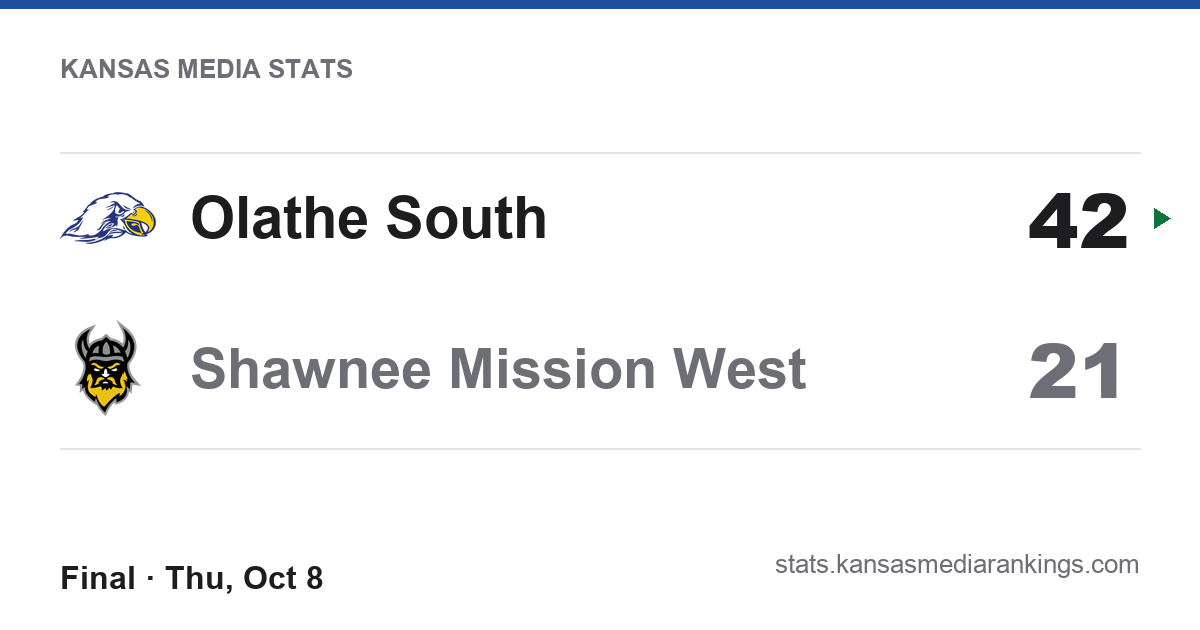 KANSAS MEDIA STATS
Olathe South 42
Shawnee Mission West 21
Final · Thu, Oct 8
stats.kansasmediarankings.com